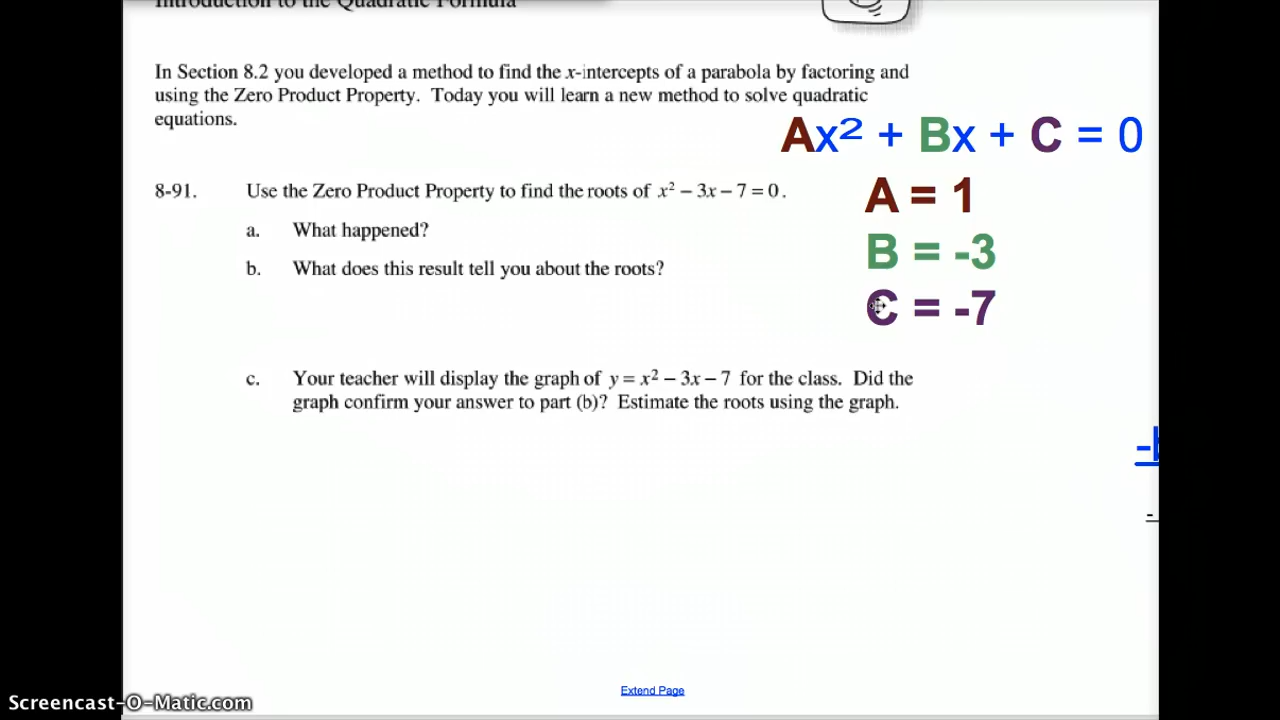 Introduction to the Quadratic Formula
In Section 8.2 you developed a method to find the x-intercepts of a parabola by factoring and
using the Zero Product Property. Today you will learn a new method to solve quadratic
equations.
Ax² + Bx + C = 0
8-91. Use the Zero Product Property to find the roots of x² – 3x – 7 = 0.
A = 1
a. What happened?
B = -3
b. What does this result tell you about the roots?
C = -7
c. Your teacher will display the graph of y = x² – 3x – 7 for the class. Did the
graph confirm your answer to part (b)? Estimate the roots using the graph.
Extend Page
Screencast-O-Matic.com